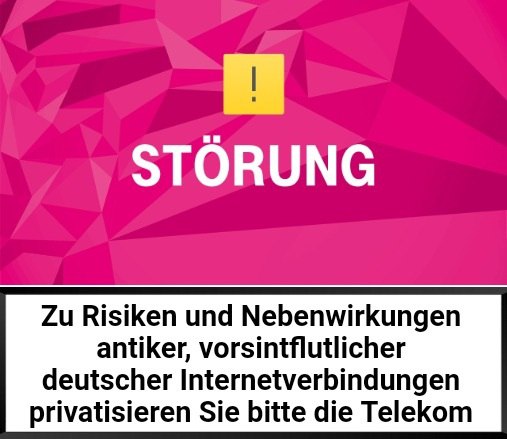 !
STÖRUNG
Zu Risiken und Nebenwirkungen
antiker, vorsintflutlicher
deutscher Internetverbindungen
privatisieren Sie bitte die Telekom